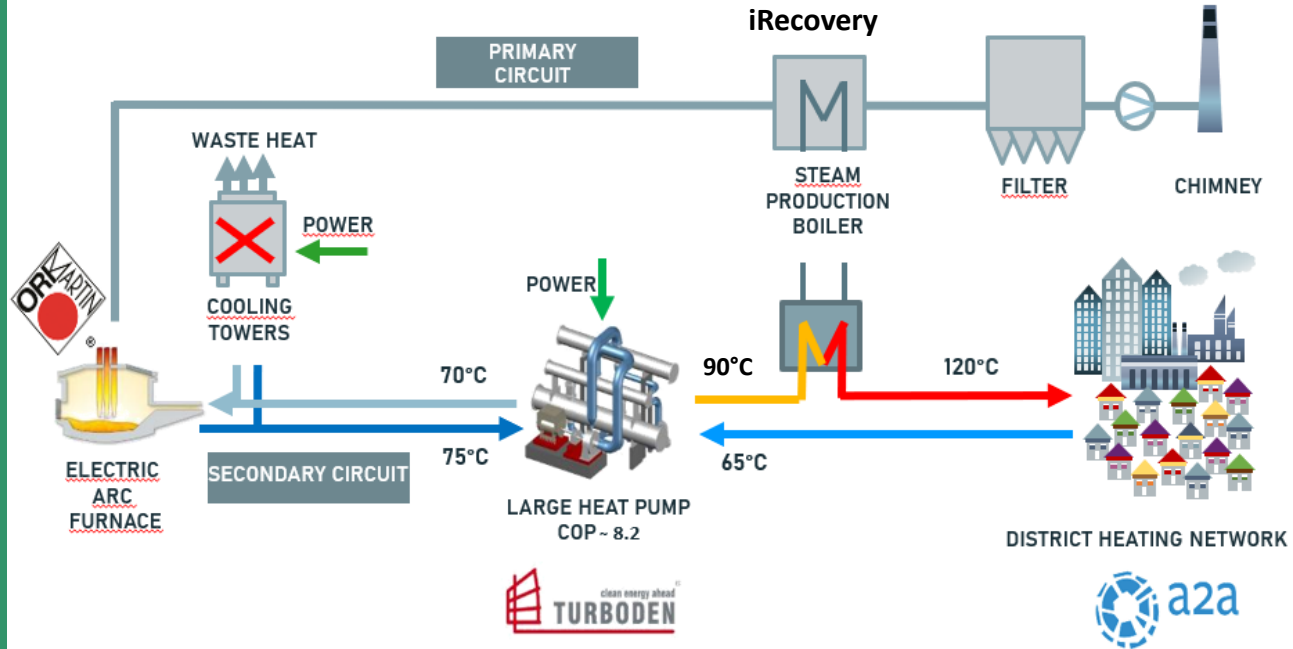 iRecovery
PRIMARY
CIRCUIT
WASTE HEAT
POWER
COOLING
TOWERS
STEAM
PRODUCTION
BOILER
FILTER
CHIMNEY
ORI
MARTIN
®
POWER
70°C
75°C
90°C
120°C
65°C
SECONDARY CIRCUIT
ELECTRIC
ARC
FURNACE
LARGE HEAT PUMP
COP ~ 8.2
DISTRICT HEATING NETWORK
clean energy ahead
TURBODEN
a2a